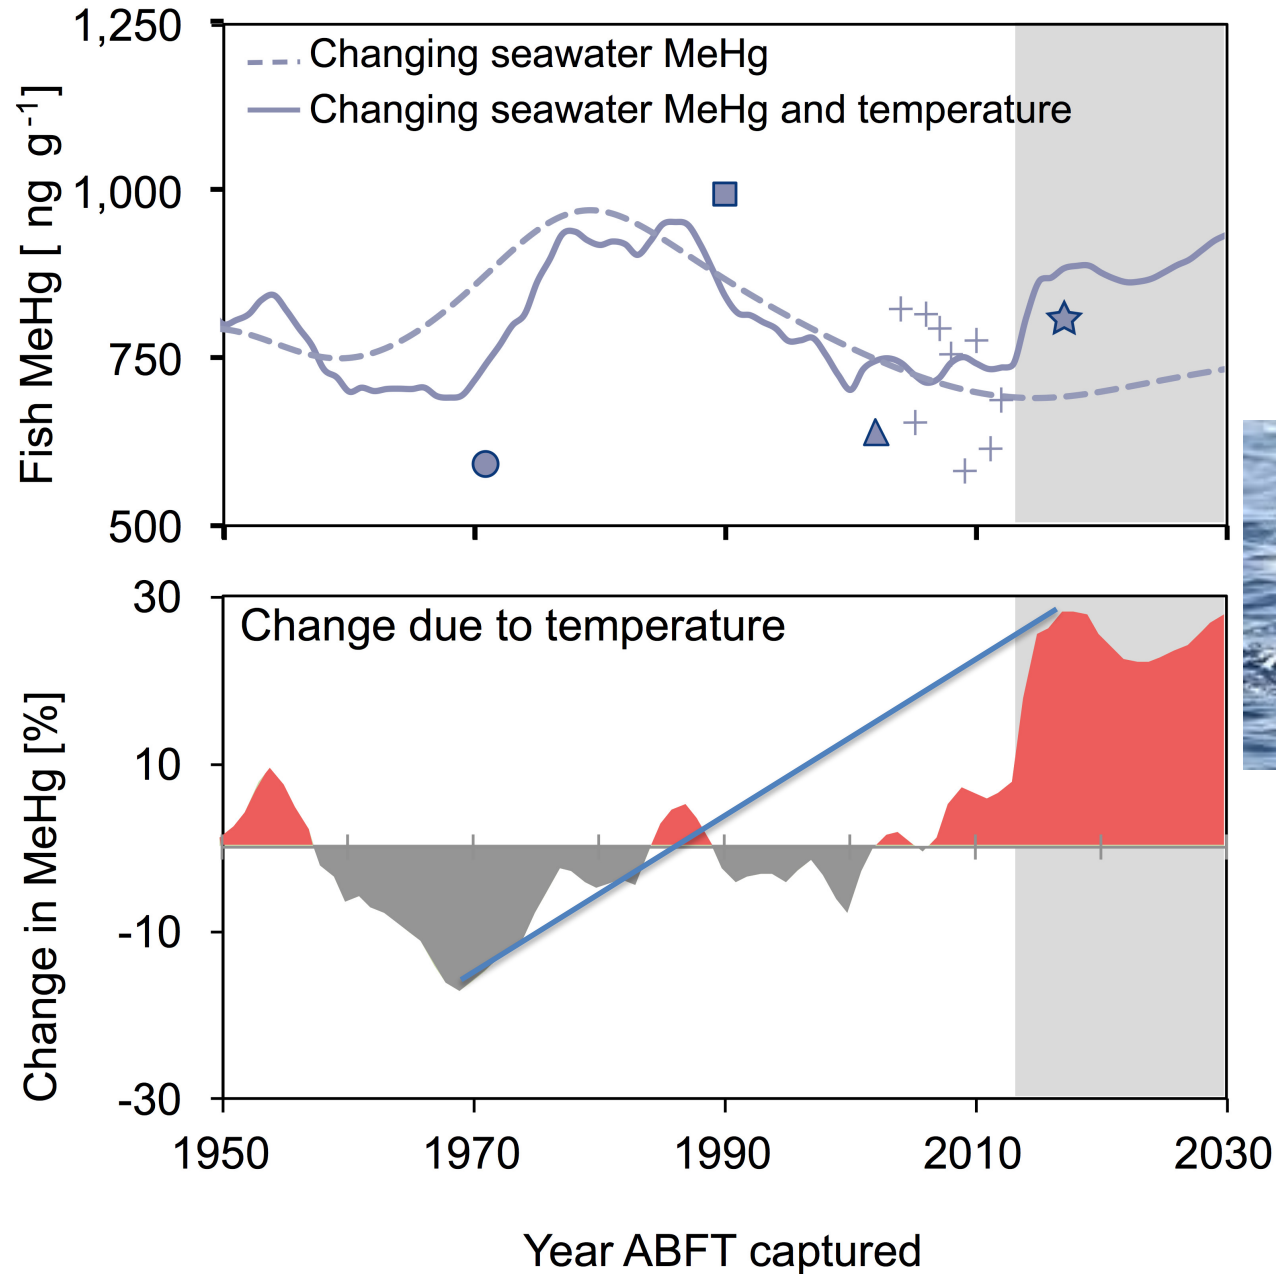 1,250
Changing seawater MeHg
Changing seawater MeHg and temperature
1,000
750
500
Fish MeHg [ ng g-1]
30
Change due to temperature
10
-10
-30
Change in MeHg [%]
1950 1970 1990 2010 2030
Year ABFT captured